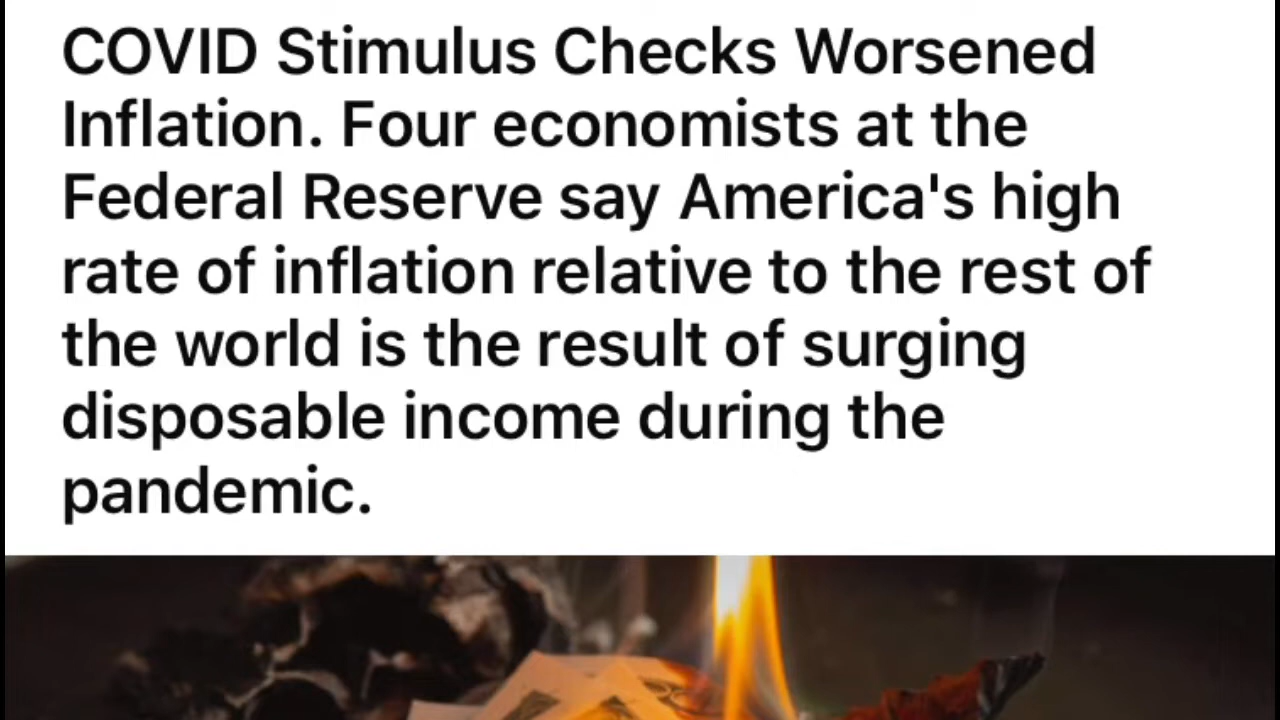 COVID Stimulus Checks Worsened
Inflation. Four economists at the
Federal Reserve say America's high
rate of inflation relative to the rest of
the world is the result of surging
disposable income during the
pandemic.